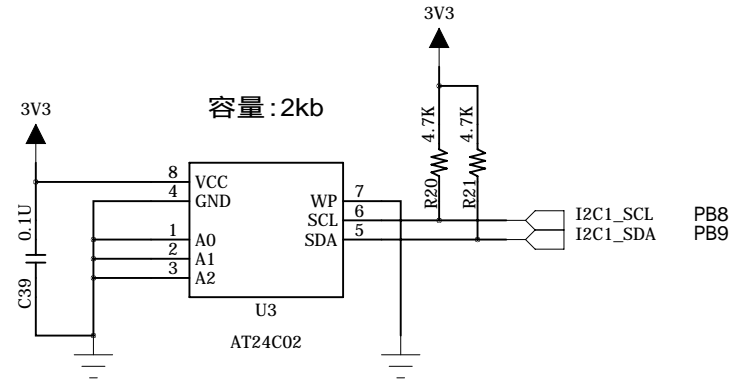 3V3
容量:2kb
3V3
4.7K
4.7K
R20
R21
0.1U
C39
8 VCC
4 GND
1 A0
2 A1
3 A2
WP 7
SCL 6
SDA 5
I2C1_SCL PB8
I2C1_SDA PB9
U3
AT24C02